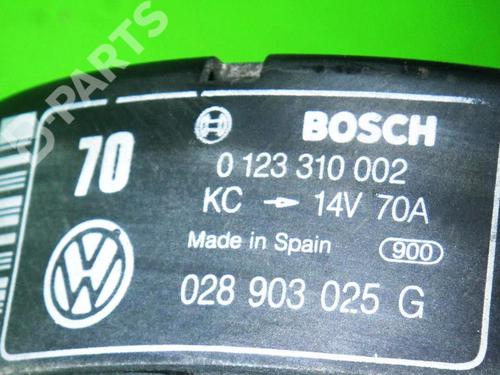 B-PARTS
BOSCH
70
0 123 310 002
KC → 14V 70A
Made in Spain 900
028 903 025 G